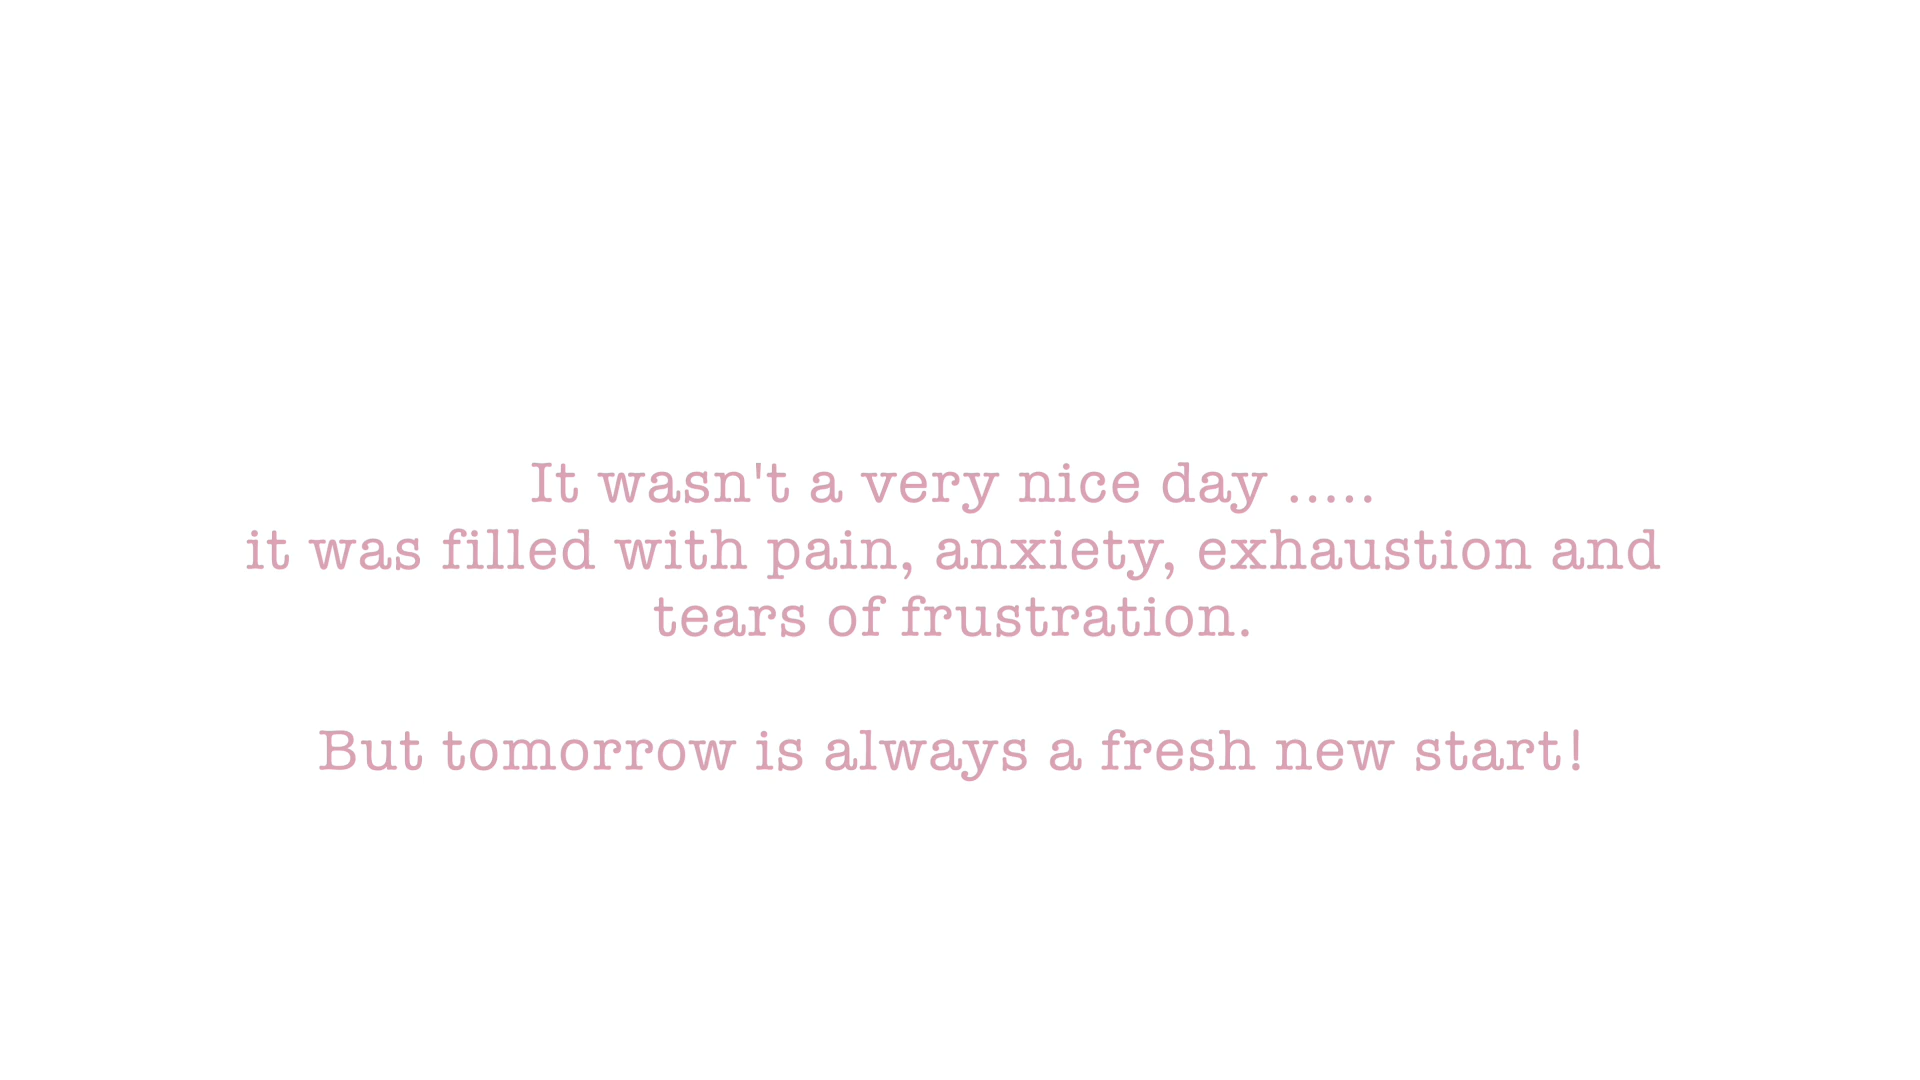 It wasn't a very nice day .....
it was filled with pain, anxiety, exhaustion and
tears of frustration.
But tomorrow is always a fresh new start!